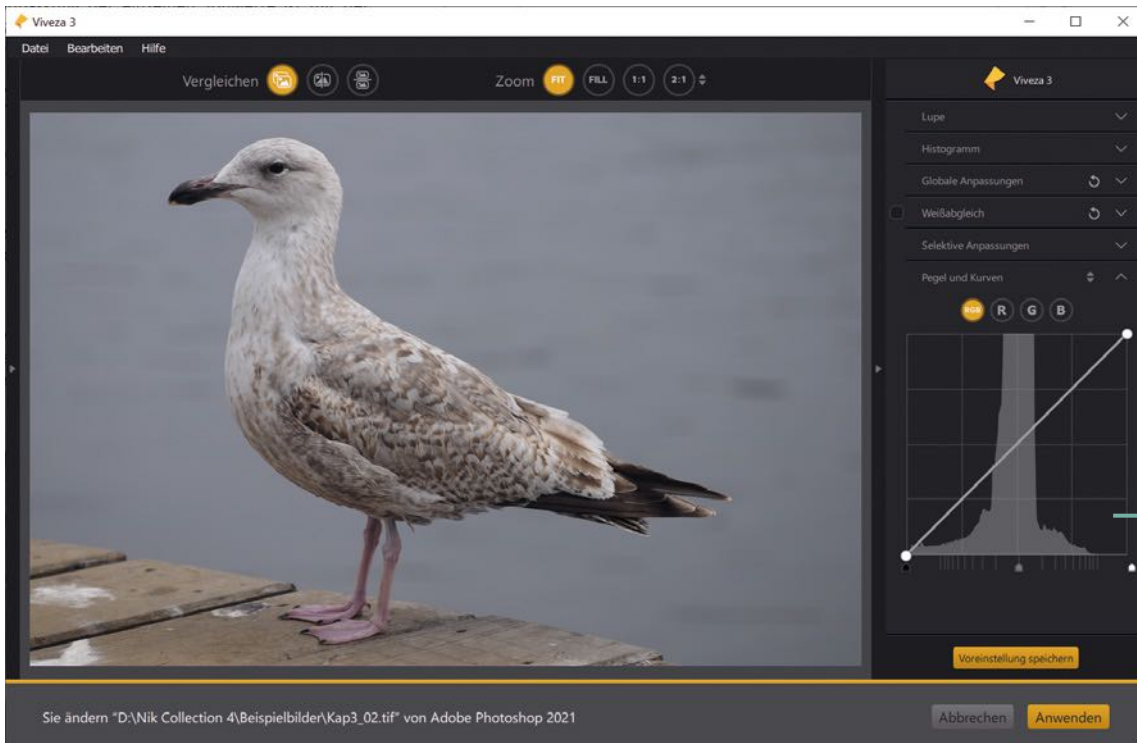 Viveza 3
Datei Bearbeiten Hilfe
Vergleichen
Zoom FIT FILL 1:1 2:1
Viveza 3
Lupe
Histogramm
Globale Anpassungen
Weißabgleich
Selektive Anpassungen
Pegel und Kurven
RGB R G B
Voreinstellung speichern
Sie ändern "D:\Nik Collection 4\Beispielbilder\Kap3_02.tif" von Adobe Photoshop 2021
Abbrechen Anwenden